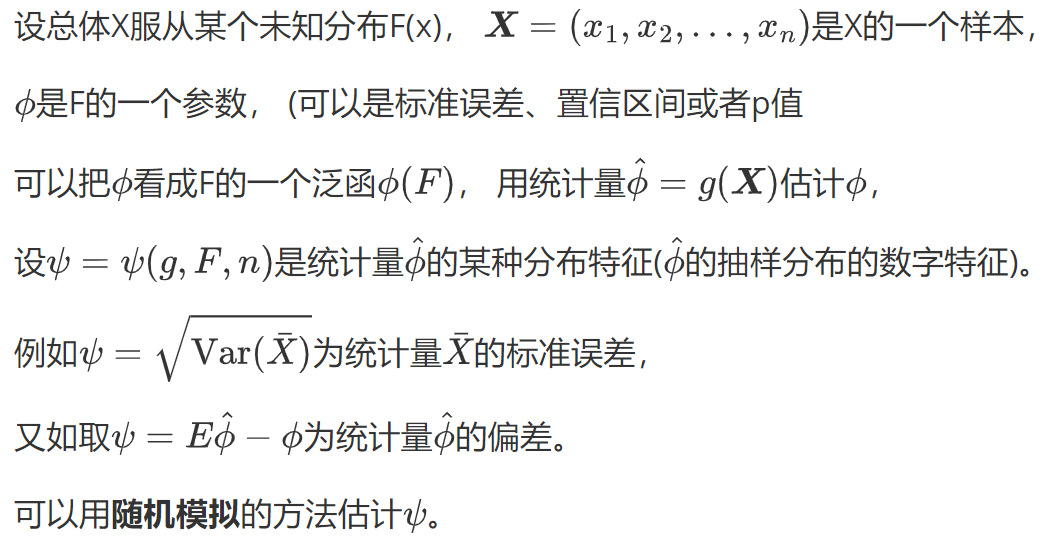 设总体X服从某个未知分布F(x)， $\boldsymbol{X} = (x_1, x_2, \ldots, x_n)$是X的一个样本，
$\phi$是F的一个参数， (可以是标准误差、置信区间或者p值
可以把$\phi$看成F的一个泛函$\phi(\boldsymbol{F})$， 用统计量$\hat{\phi} = g(\boldsymbol{X})$估计$\phi$，
设$\psi = \psi(g, F, n)$是统计量$\hat{\phi}$的某种分布特征($\hat{\phi}$的抽样分布的数字特征)。
例如$\psi = \sqrt{\mathrm{Var}(\bar{X})}$为统计量$\bar{X}$的标准误差，
又如取$\psi = E\hat{\phi} - \phi$为统计量$\hat{\phi}$的偏差。
可以用随机模拟的方法估计$\psi$。